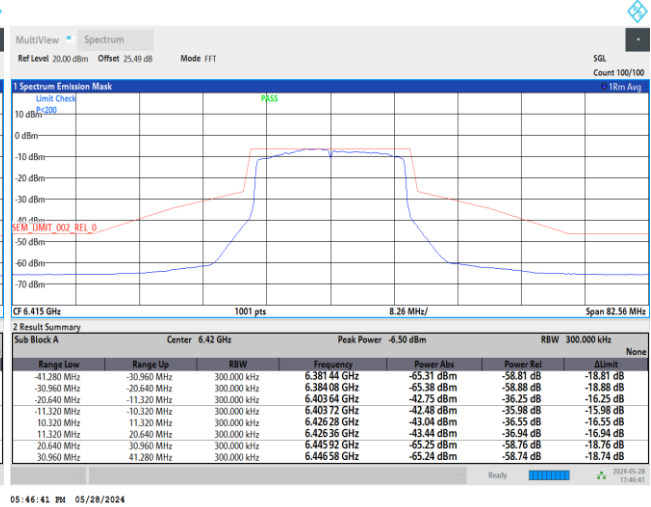 MultiView Spectrum
Ref Level 20.00 dBm Offset 25.49 dB Mode FFT SGL
Count 100/100
1 Spectrum Emission Mask 1Rm Avg
Limit Check PASS
P<200
10 dBm
0 dBm
-10 dBm
-20 dBm
-30 dBm
-40 dBm
SEM_LIMIT_002_REL_0
-50 dBm
-60 dBm
-70 dBm
CF 6.415 GHz 1001 pts 8.26 MHz/ Span 82.56 MHz
2 Result Summary
Sub Block A Center 6.42 GHz Peak Power -6.50 dBm RBW 300.000 kHz
None
Range Low Range Up RBW Frequency Power Abs Power Rel ΔLimit
-41.280 MHz -30.960 MHz 300.000 kHz 6.381 44 GHz -65.31 dBm -58.81 dB -18.81 dB
-30.960 MHz -20.640 MHz 300.000 kHz 6.384 08 GHz -65.38 dBm -58.88 dB -18.88 dB
-20.640 MHz -11.320 MHz 300.000 kHz 6.403 64 GHz -42.75 dBm -36.25 dB -16.25 dB
-11.320 MHz -10.320 MHz 300.000 kHz 6.403 72 GHz -42.48 dBm -35.98 dB -15.98 dB
10.320 MHz 11.320 MHz 300.000 kHz 6.426 28 GHz -43.04 dBm -36.55 dB -16.55 dB
11.320 MHz 20.640 MHz 300.000 kHz 6.426 36 GHz -43.44 dBm -36.94 dB -16.94 dB
20.640 MHz 30.960 MHz 300.000 kHz 6.445 92 GHz -65.25 dBm -58.76 dB -18.76 dB
30.960 MHz 41.280 MHz 300.000 kHz 6.446 58 GHz -65.24 dBm -58.74 dB -18.74 dB
Ready 2024-05-28
17:46:41
05:46:41 PM 05/28/2024